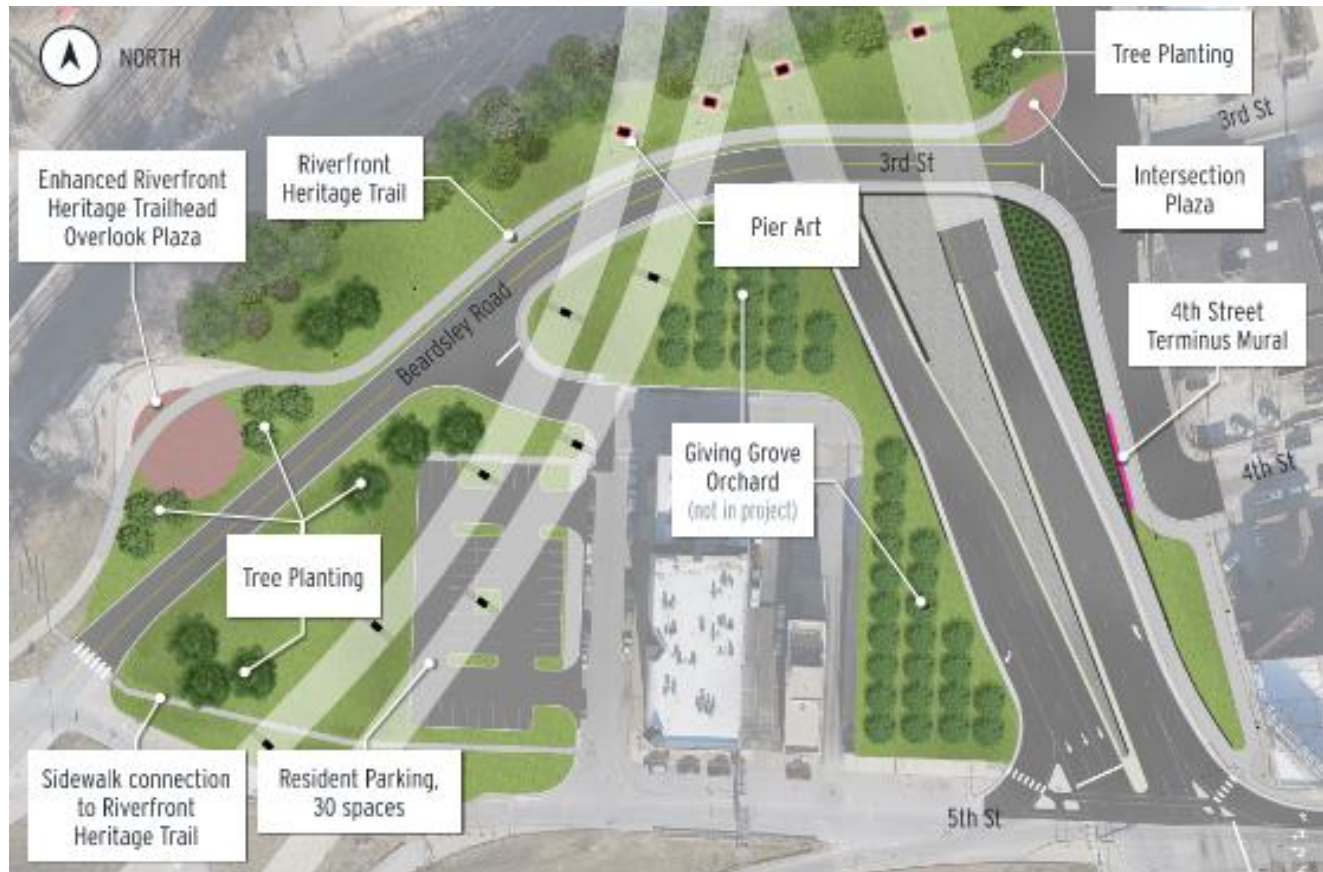 NORTH
Tree Planting
3rd St
Enhanced Riverfront
Heritage Trailhead
Overlook Plaza
Riverfront
Heritage Trail
3rd St
Intersection
Plaza
Pier Art
Beardsley Road
4th Street
Terminus Mural
Giving Grove
Orchard
(not in project)
4th St
Tree Planting
Sidewalk connection
to Riverfront
Heritage Trail
Resident Parking,
30 spaces
5th St